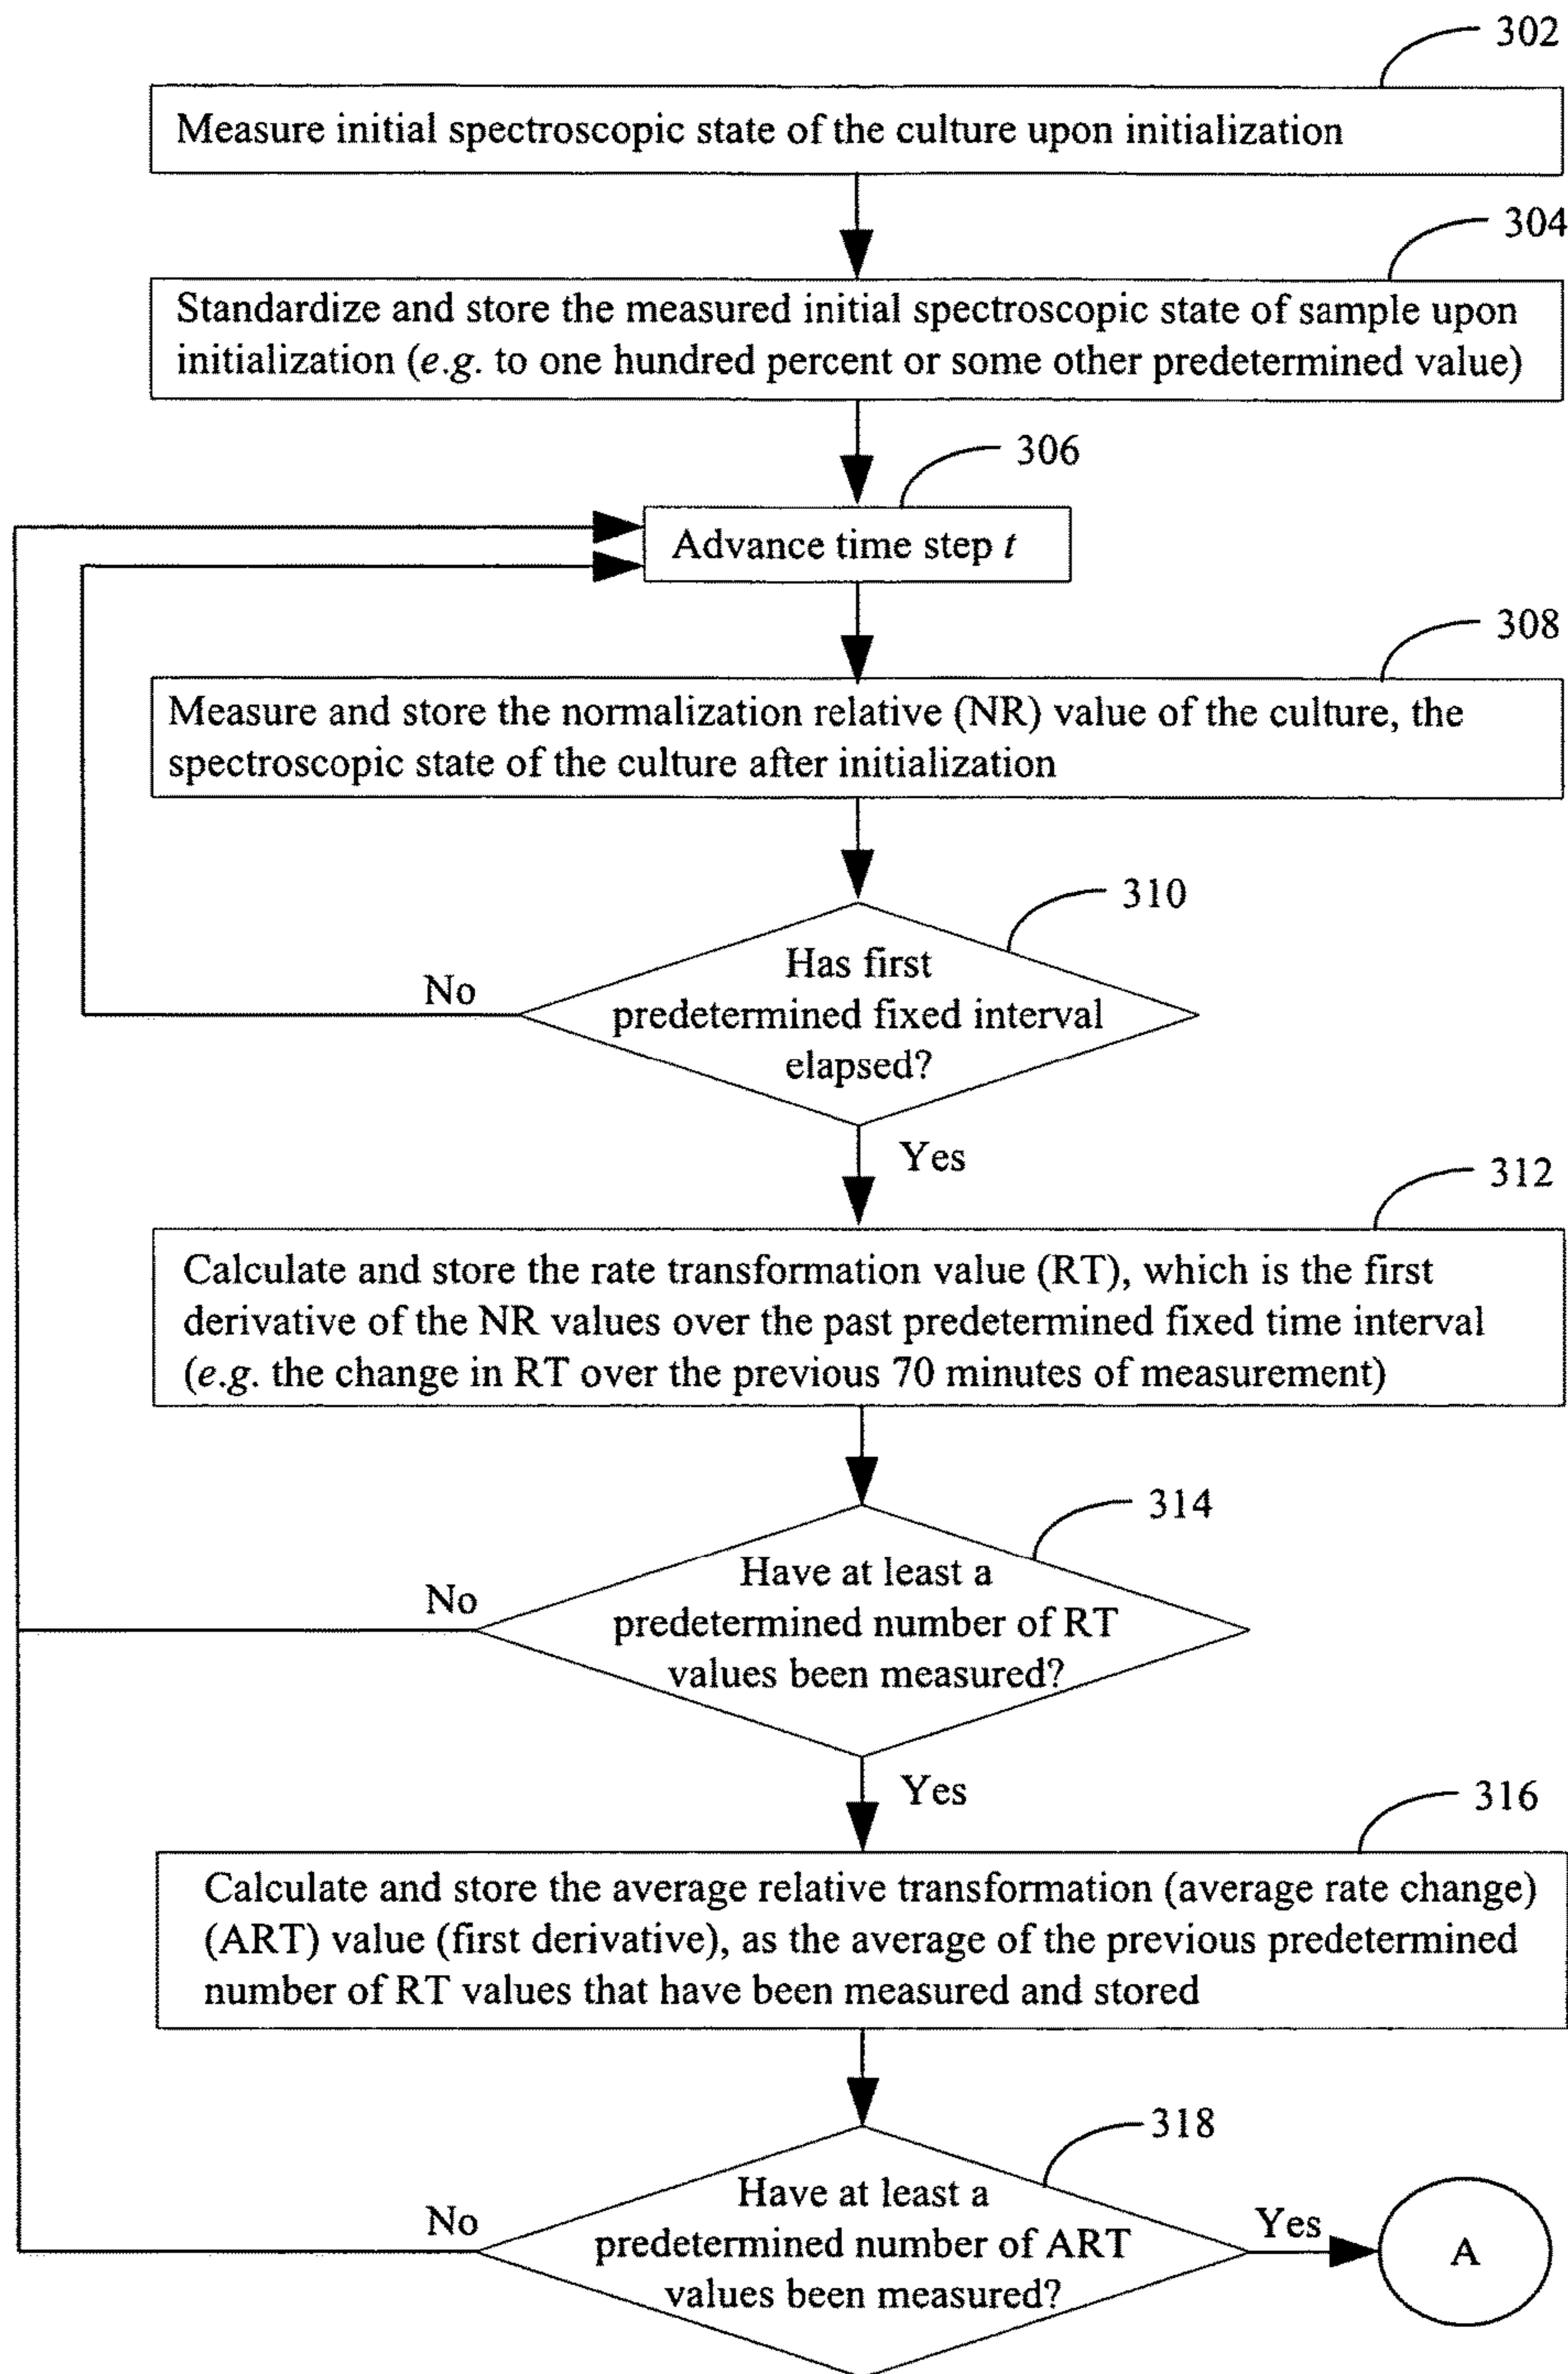 302
Measure initial spectroscopic state of the culture upon initialization
304
Standardize and store the measured initial spectroscopic state of sample upon
initialization (e.g. to one hundred percent or some other predetermined value)
306
Advance time step t
308
Measure and store the normalization relative (NR) value of the culture, the
spectroscopic state of the culture after initialization
310
Has first
predetermined fixed interval
elapsed?
No
Yes
312
Calculate and store the rate transformation value (RT), which is the first
derivative of the NR values over the past predetermined fixed time interval
(e.g. the change in RT over the previous 70 minutes of measurement)
314
Have at least a
predetermined number of RT
values been measured?
No
Yes
316
Calculate and store the average relative transformation (average rate change)
(ART) value (first derivative), as the average of the previous predetermined
number of RT values that have been measured and stored
318
Have at least a
predetermined number of ART
values been measured?
No
Yes
A